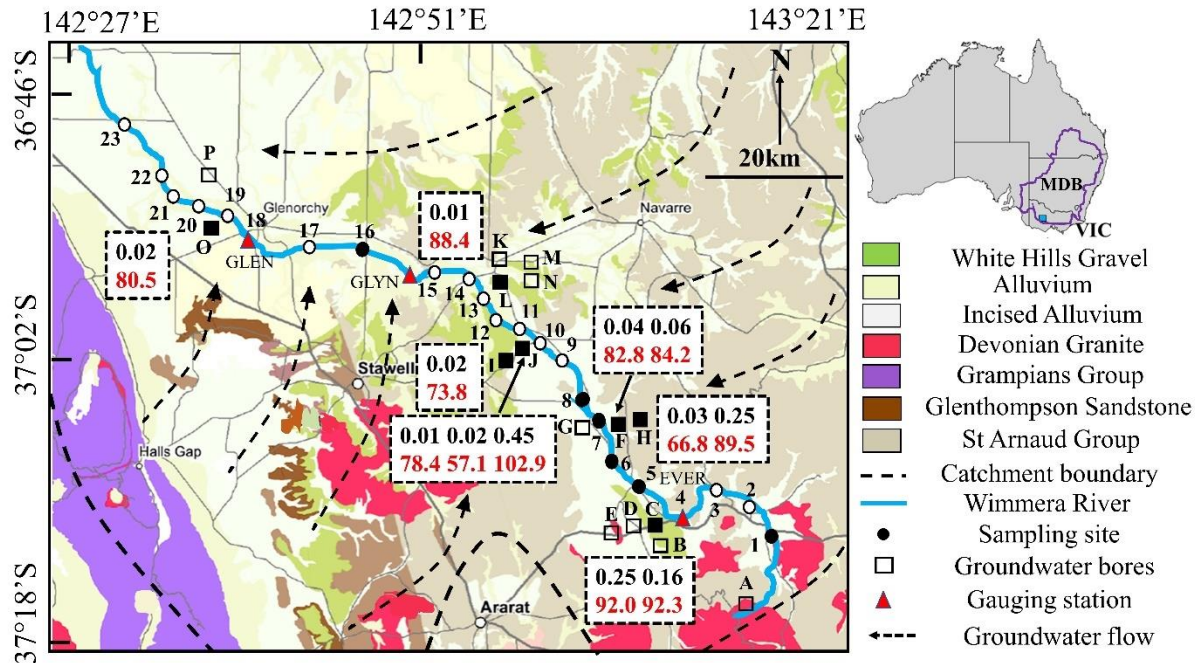 142°27'E
142°51'E
143°21'E
36°46'S
37°02'S
37°18'S
N
20km
23
P
22
21
20
19
18
O
Glenorchy
GLEN
17
16
GLYN
15
14
13
12
11
10
9
8
7
6
5
4
3
2
1
K
M
N
L
I
J
G
F
H
EVER
E
D
C
B
A
Navarre
Stawell
Halls Gap
Ararat
0.02
80.5
0.01
88.4
0.04 0.06
82.8 84.2
0.02
73.8
0.03 0.25
66.8 89.5
0.01 0.02 0.45
78.4 57.1 102.9
0.25 0.16
92.0 92.3
MDB
VIC
White Hills Gravel
Alluvium
Incised Alluvium
Devonian Granite
Grampians Group
Glenthompson Sandstone
St Arnaud Group
Catchment boundary
Wimmera River
Sampling site
Groundwater bores
Gauging station
Groundwater flow